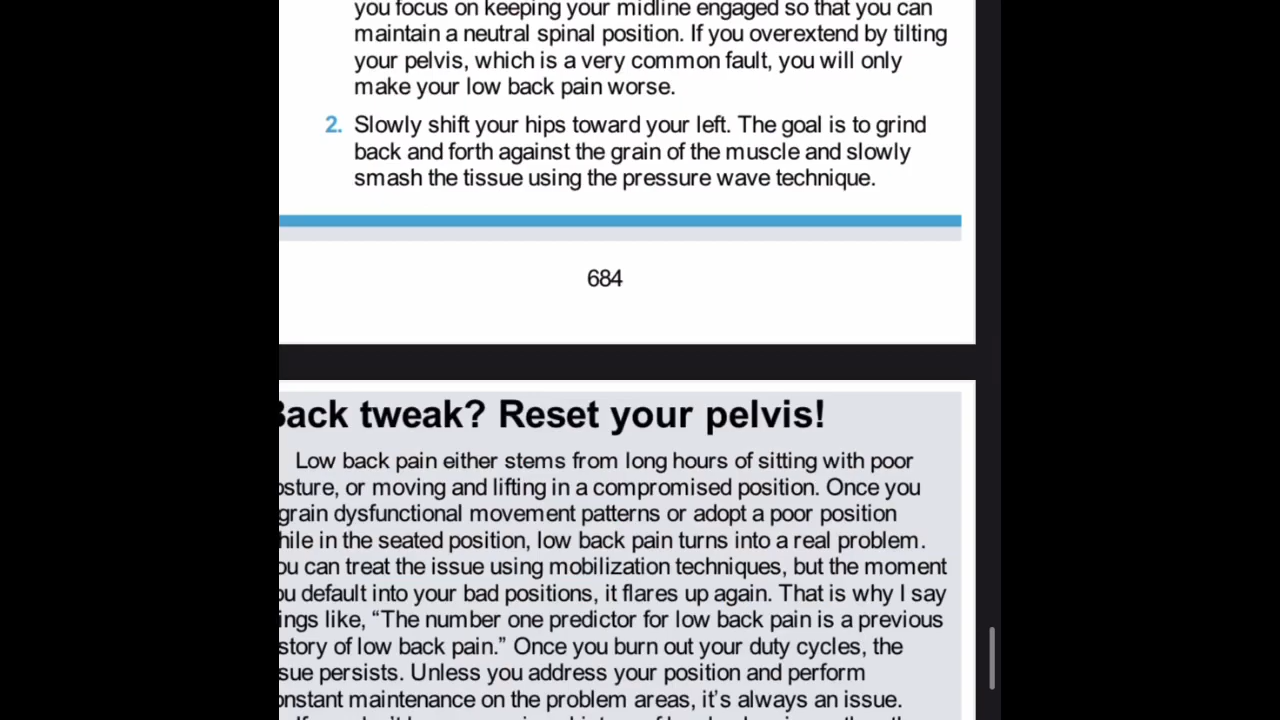 you focus on keeping your midline engaged so that you can
maintain a neutral spinal position. If you overextend by tilting
your pelvis, which is a very common fault, you will only
make your low back pain worse.
2. Slowly shift your hips toward your left. The goal is to grind
back and forth against the grain of the muscle and slowly
smash the tissue using the pressure wave technique.
684
Back tweak? Reset your pelvis!
Low back pain either stems from long hours of sitting with poor
osture, or moving and lifting in a compromised position. Once you
grain dysfunctional movement patterns or adopt a poor position
hile in the seated position, low back pain turns into a real problem.
ou can treat the issue using mobilization techniques, but the moment
ou default into your bad positions, it flares up again. That is why I say
ings like, “The number one predictor for low back pain is a previous
story of low back pain.” Once you burn out your duty cycles, the
sue persists. Unless you address your position and perform
onstant maintenance on the problem areas, it’s always an issue.